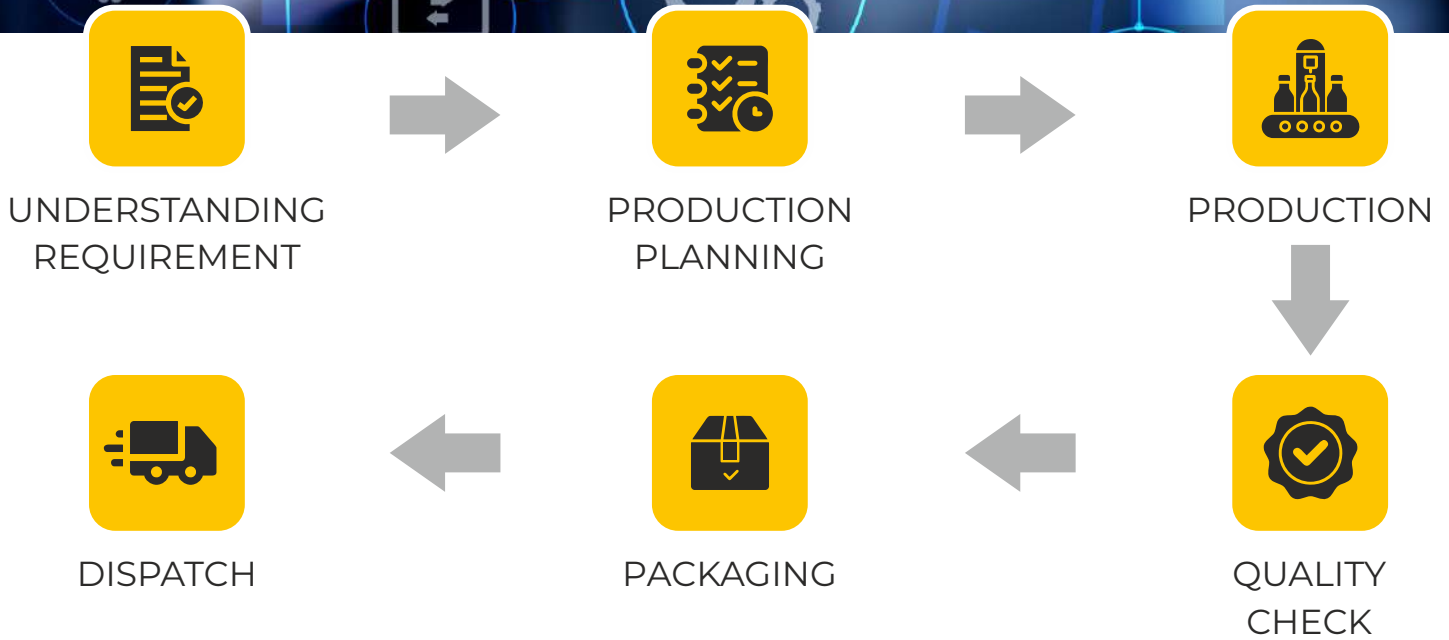 UNDERSTANDING
REQUIREMENT
PRODUCTION
PLANNING
PRODUCTION
DISPATCH
PACKAGING
QUALITY
CHECK